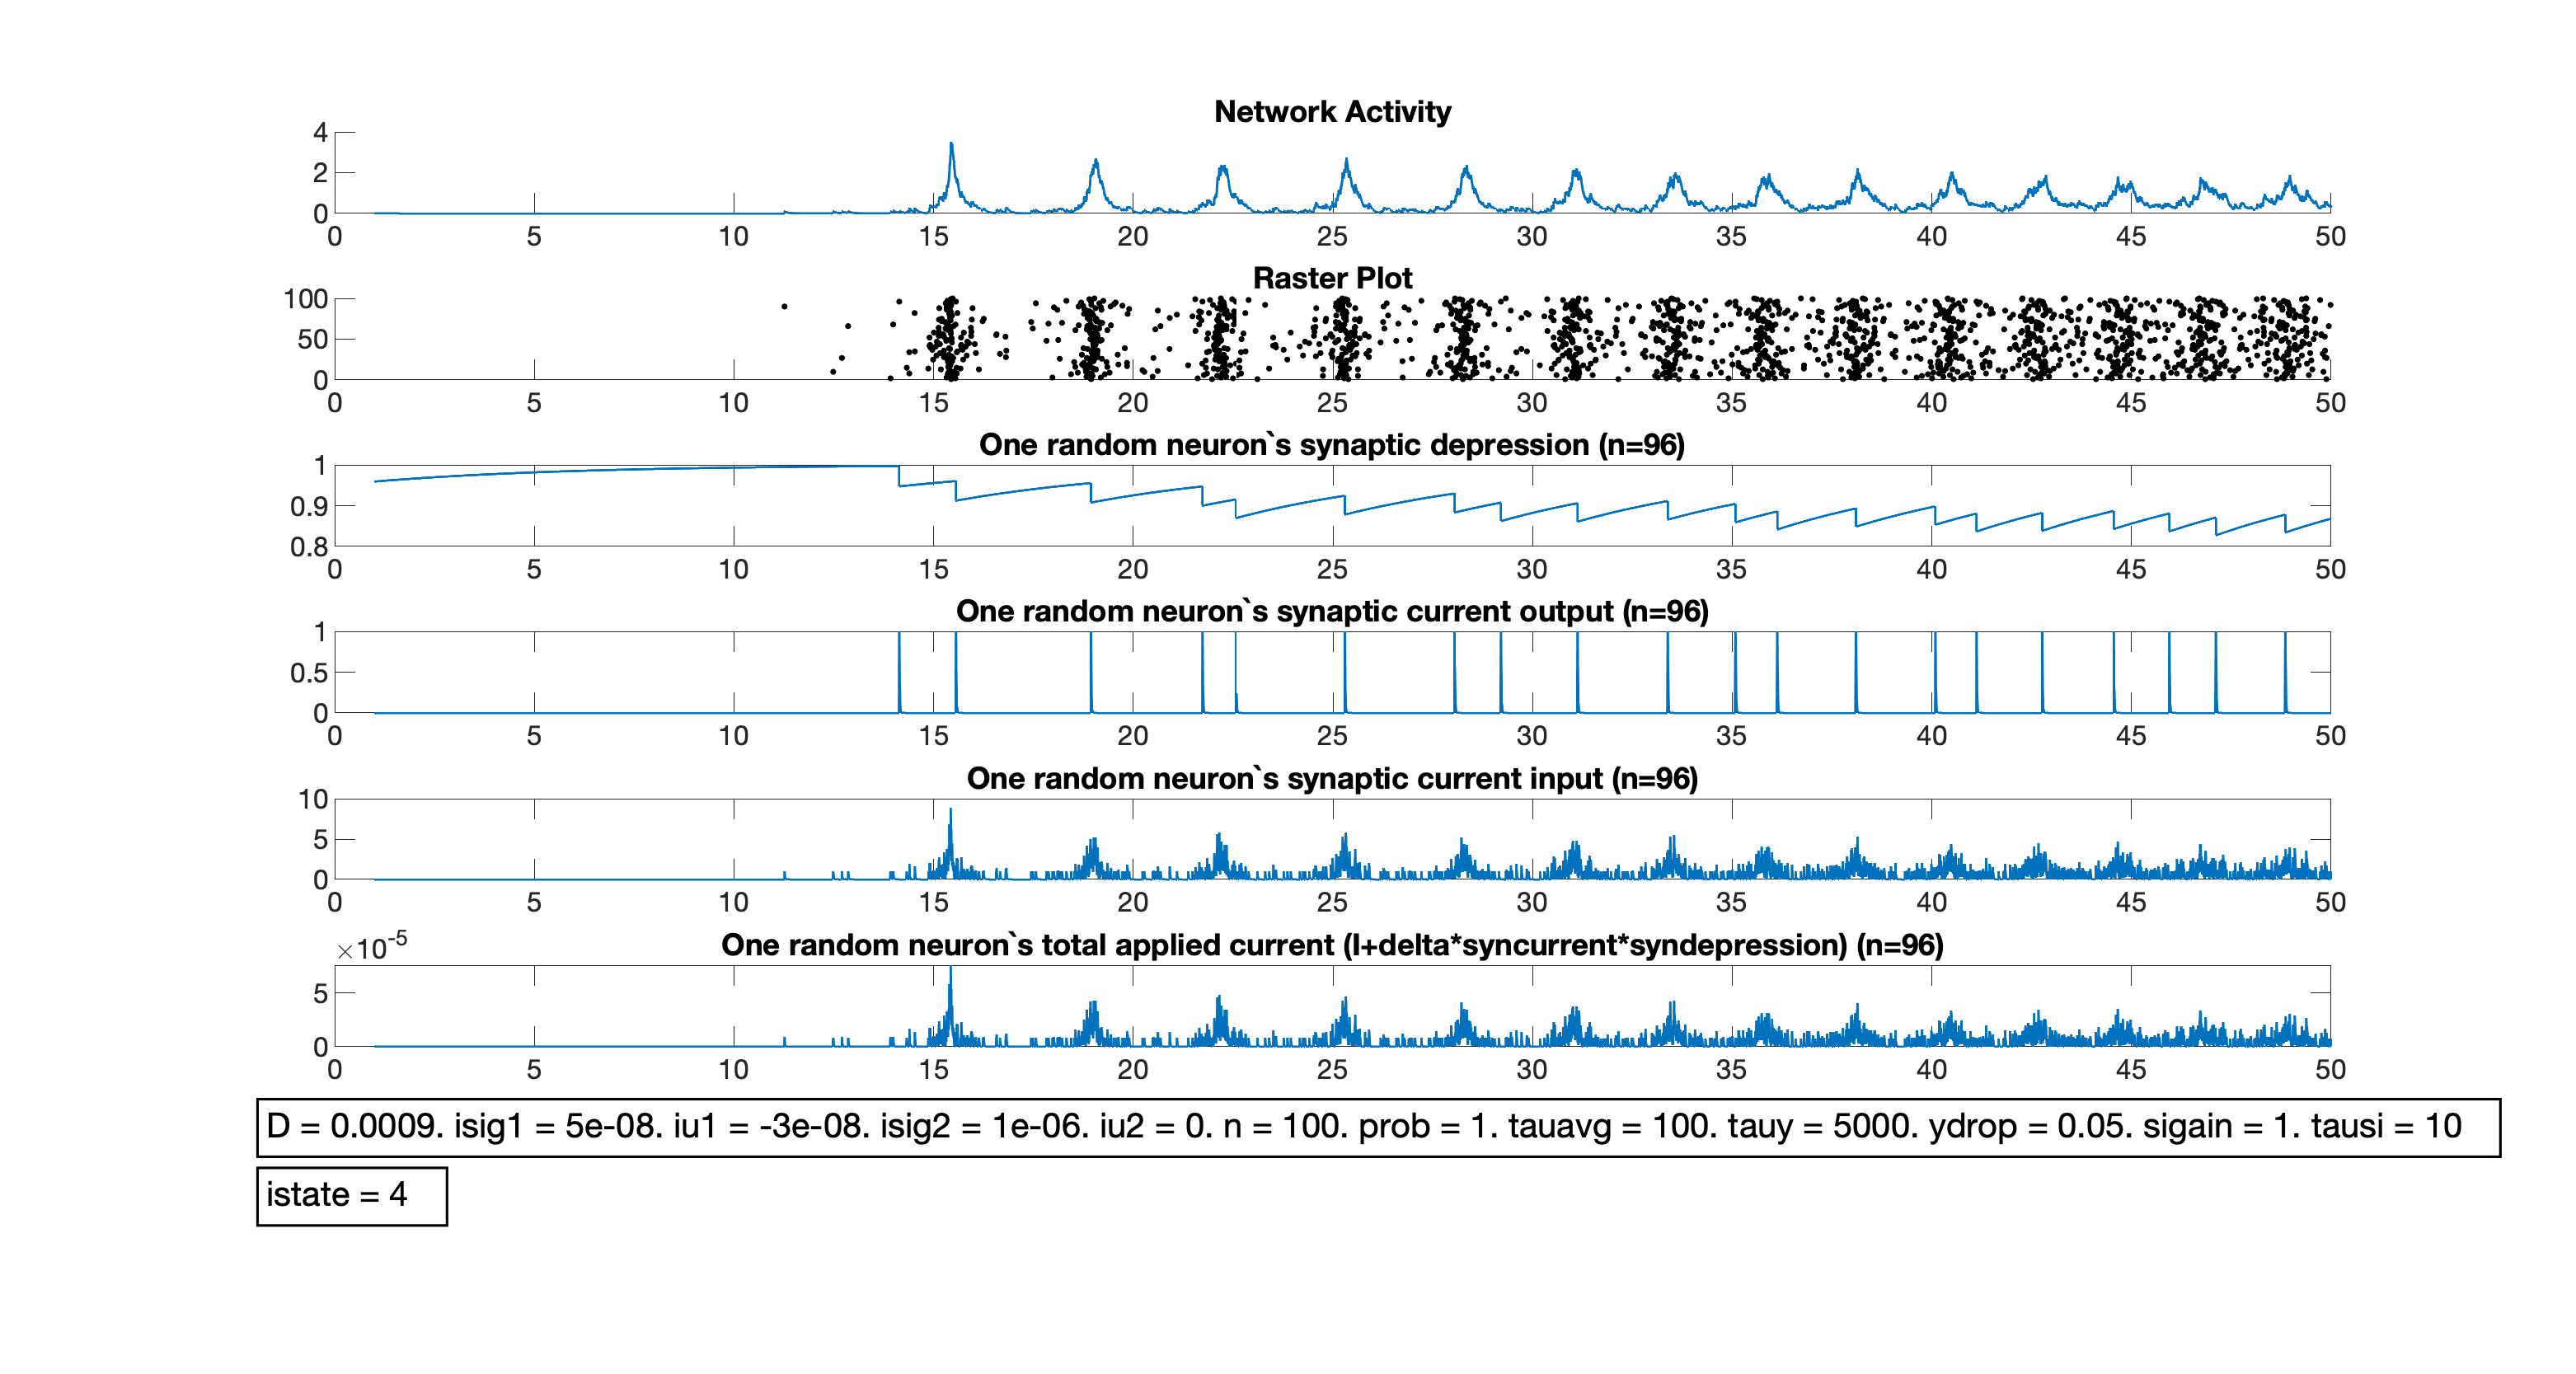 Network Activity
4
2
0
0 5 10 15 20 25 30 35 40 45 50
Raster Plot
100
50
0
0 5 10 15 20 25 30 35 40 45 50
One random neuron`s synaptic depression (n=96)
1
0.9
0.8
0 5 10 15 20 25 30 35 40 45 50
One random neuron`s synaptic current output (n=96)
1
0.5
0
0 5 10 15 20 25 30 35 40 45 50
One random neuron`s synaptic current input (n=96)
10
5
0
0 5 10 15 20 25 30 35 40 45 50
×10-5 One random neuron`s total applied current (I+delta*syncurrent*syndepression) (n=96)
5
0
0 5 10 15 20 25 30 35 40 45 50
D = 0.0009. isig1 = 5e-08. iu1 = -3e-08. isig2 = 1e-06. iu2 = 0. n = 100. prob = 1. tauavg = 100. tauy = 5000. ydrop = 0.05. sigain = 1. tausi = 10
istate = 4